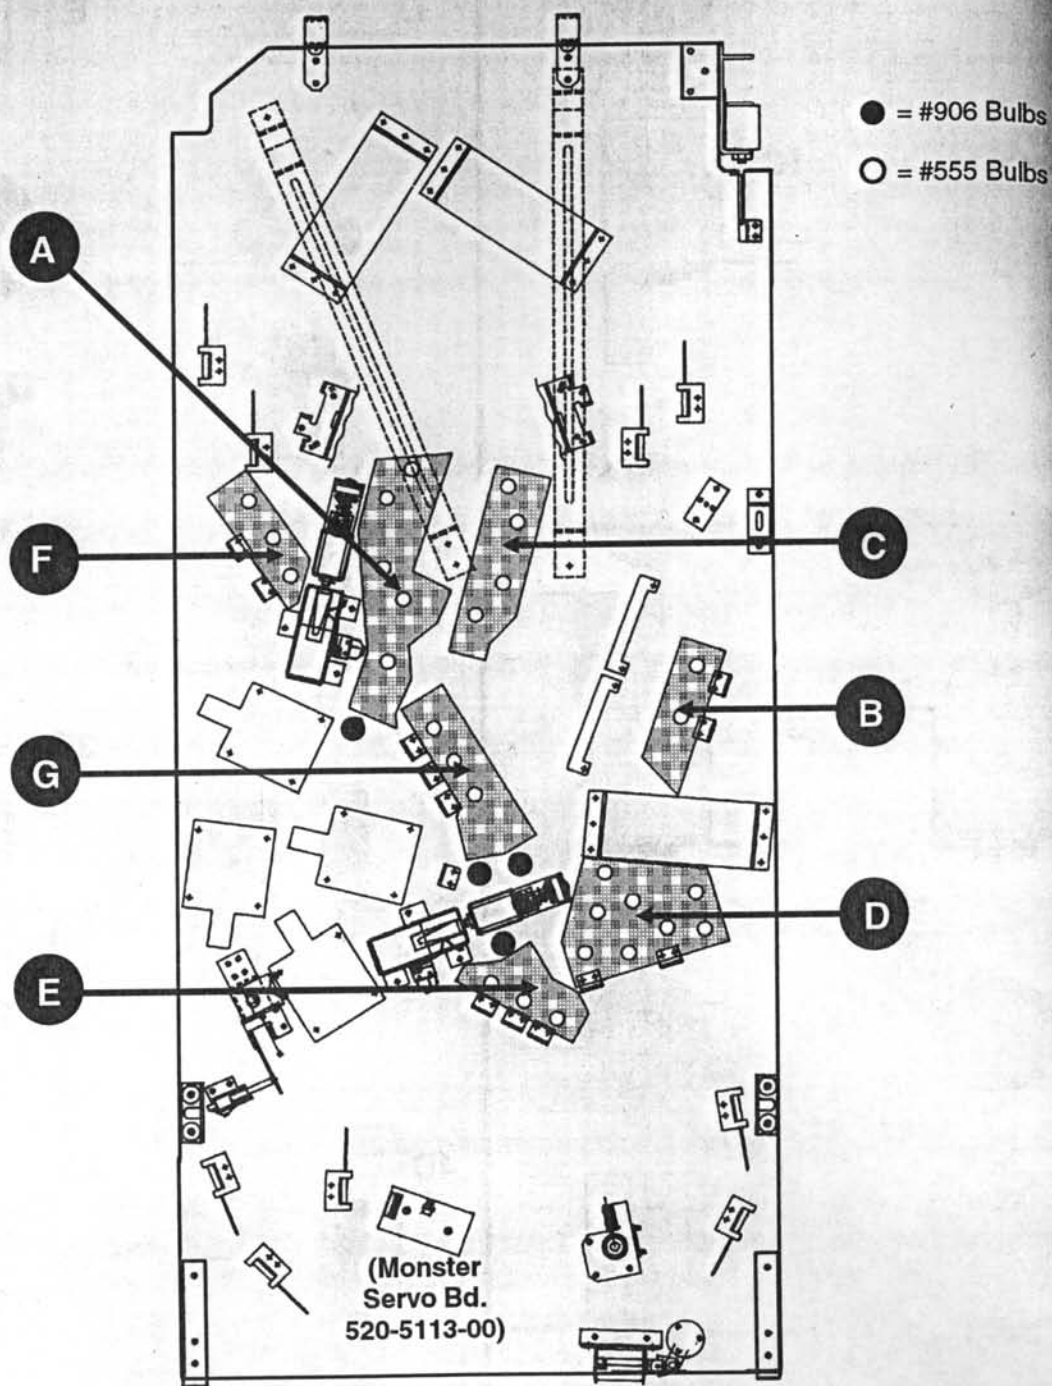 = #906 Bulbs
= #555 Bulbs
A
F
C
B
G
D
E
(Monster
Servo Bd.
520-5113-00)